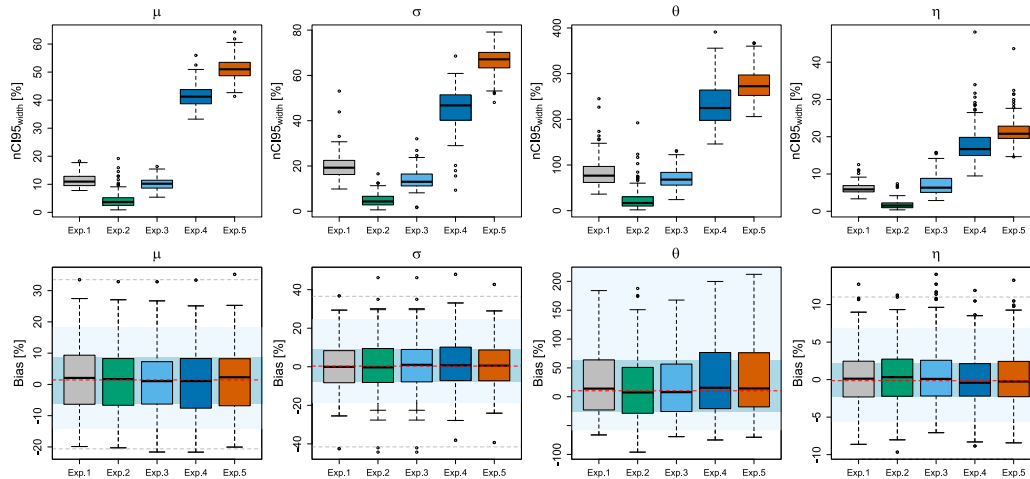 μ σ θ η
nCI95width [%]
60
50
40
30
20
10
0
Exp.1 Exp.2 Exp.3 Exp.4 Exp.5
nCI95width [%]
80
60
40
20
0
Exp.1 Exp.2 Exp.3 Exp.4 Exp.5
nCI95width [%]
400
300
200
100
0
Exp.1 Exp.2 Exp.3 Exp.4 Exp.5
nCI95width [%]
40
30
20
10
0
Exp.1 Exp.2 Exp.3 Exp.4 Exp.5
μ σ θ η
Bias [%]
30
20
10
0
-10
-20
Exp.1 Exp.2 Exp.3 Exp.4 Exp.5
Bias [%]
40
20
0
-20
-40
Exp.1 Exp.2 Exp.3 Exp.4 Exp.5
Bias [%]
200
150
100
50
0
-100
Exp.1 Exp.2 Exp.3 Exp.4 Exp.5
Bias [%]
10
5
0
-5
-10
Exp.1 Exp.2 Exp.3 Exp.4 Exp.5